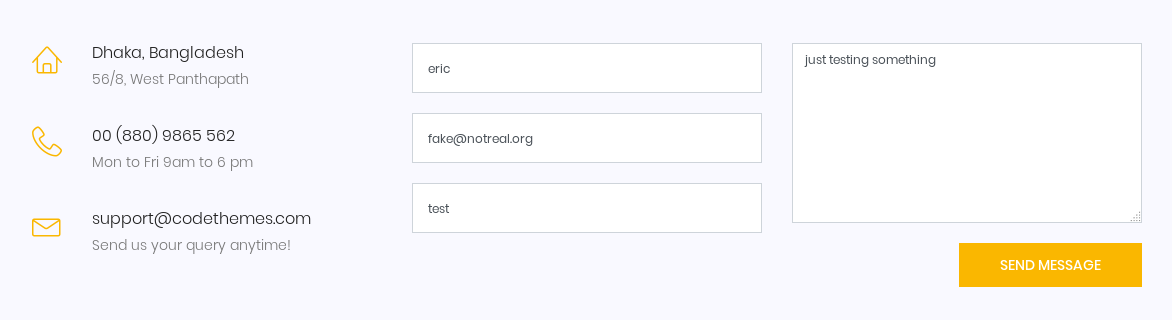 Dhaka, Bangladesh
56/8, West Panthapath
00 (880) 9865 562
Mon to Fri 9am to 6 pm
support@codethemes.com
Send us your query anytime!
eric
fake@notreal.org
test
just testing something
SEND MESSAGE